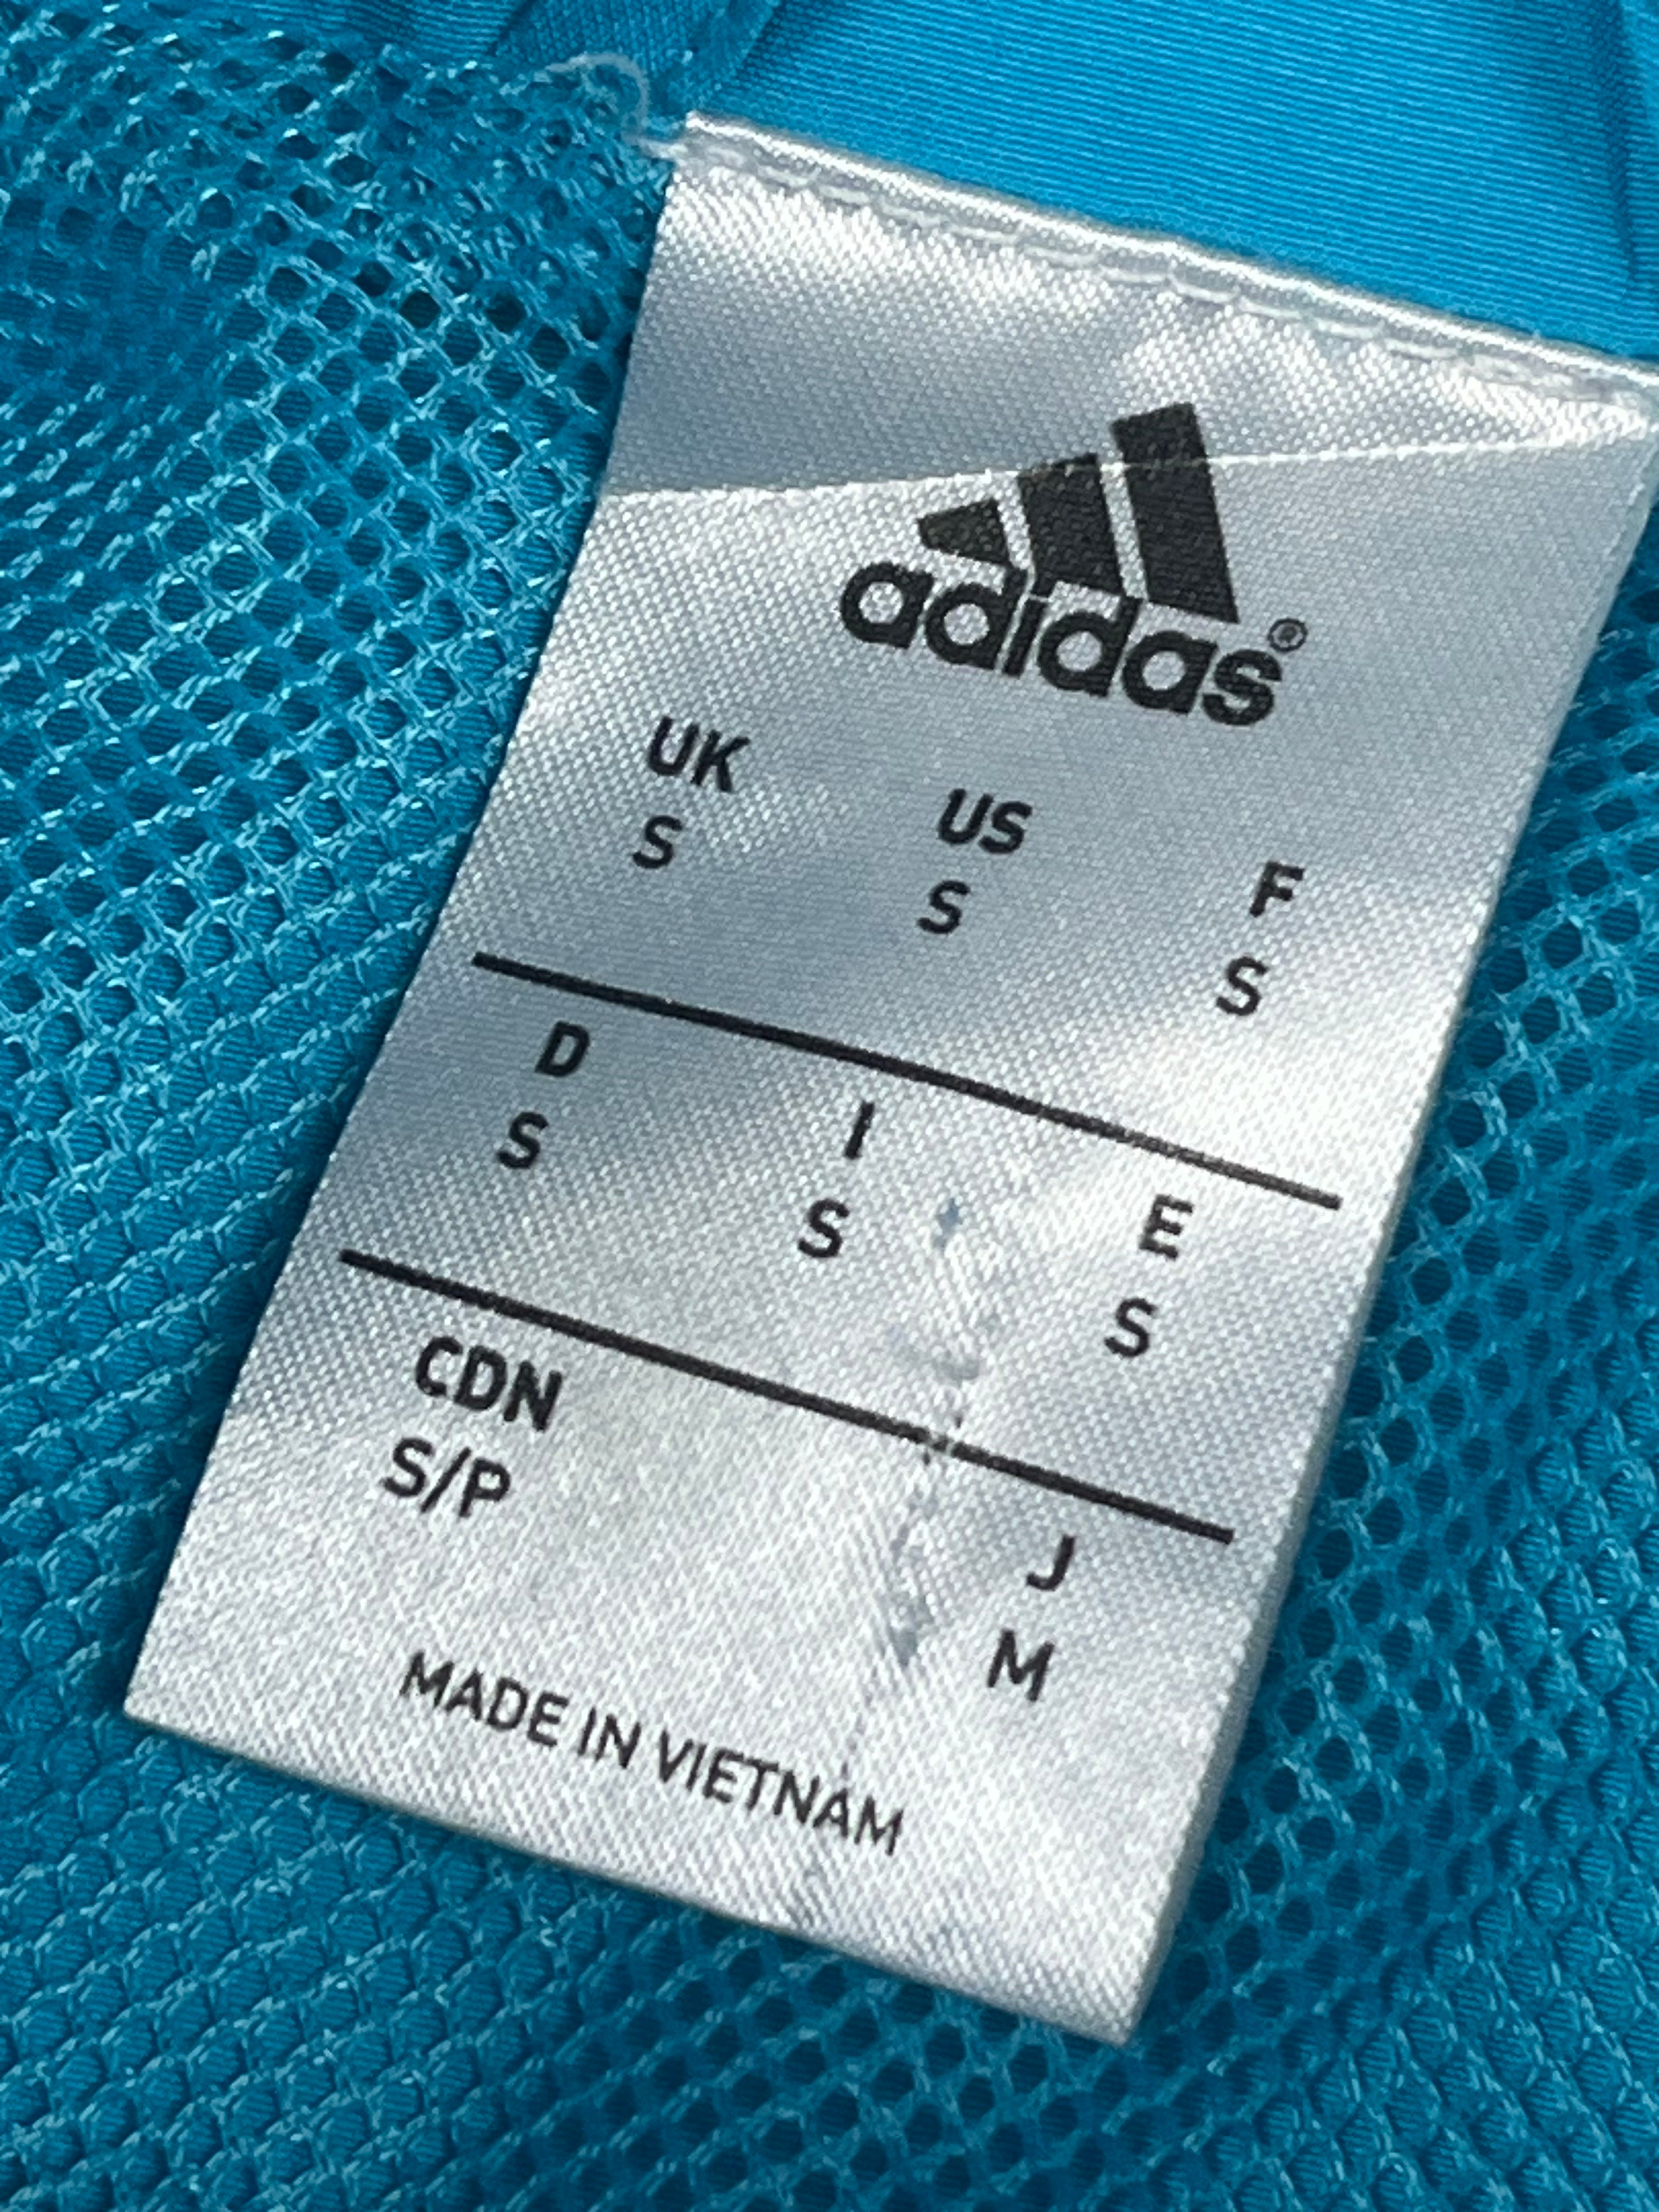 adidas®
UK US F
S S S
D I E
S S S
CDN J
S/P M
MADE IN VIETNAM